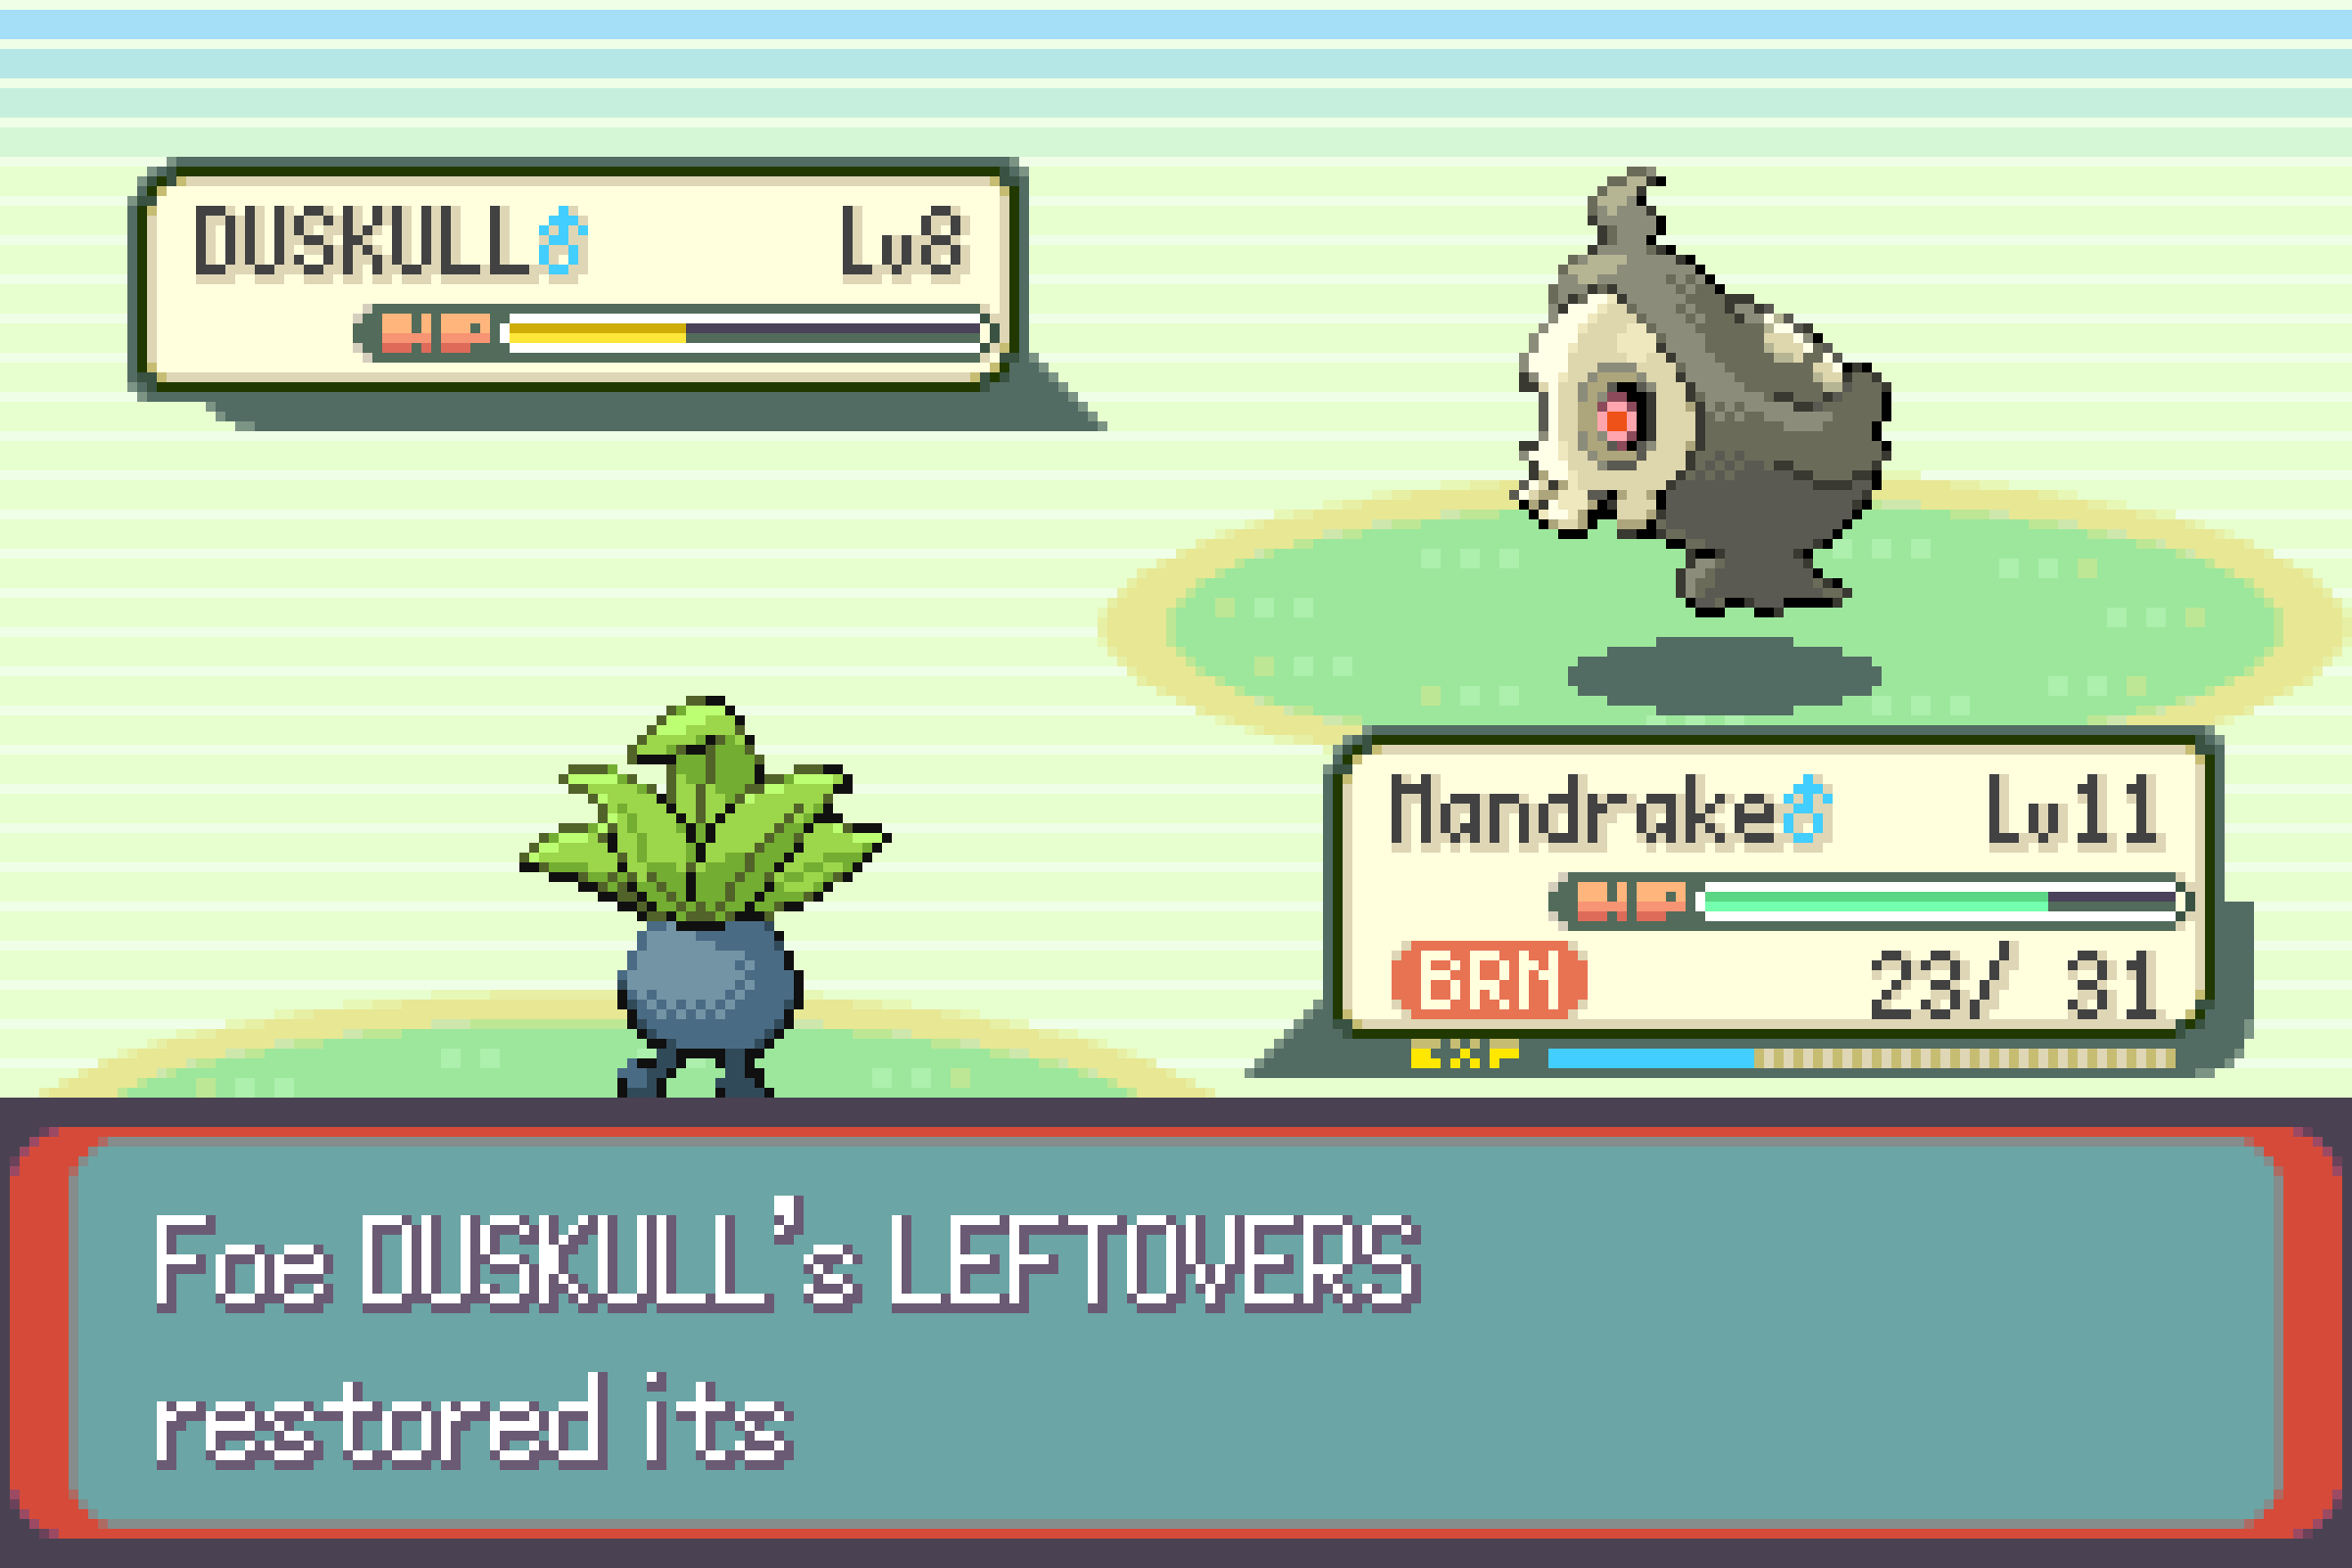 DUSKULL♂ Lv8
HP
Mandrake♂ Lv11
HP
BRN 23/ 31
EXP
Foe DUSKULL's LEFTOVERS
restored its